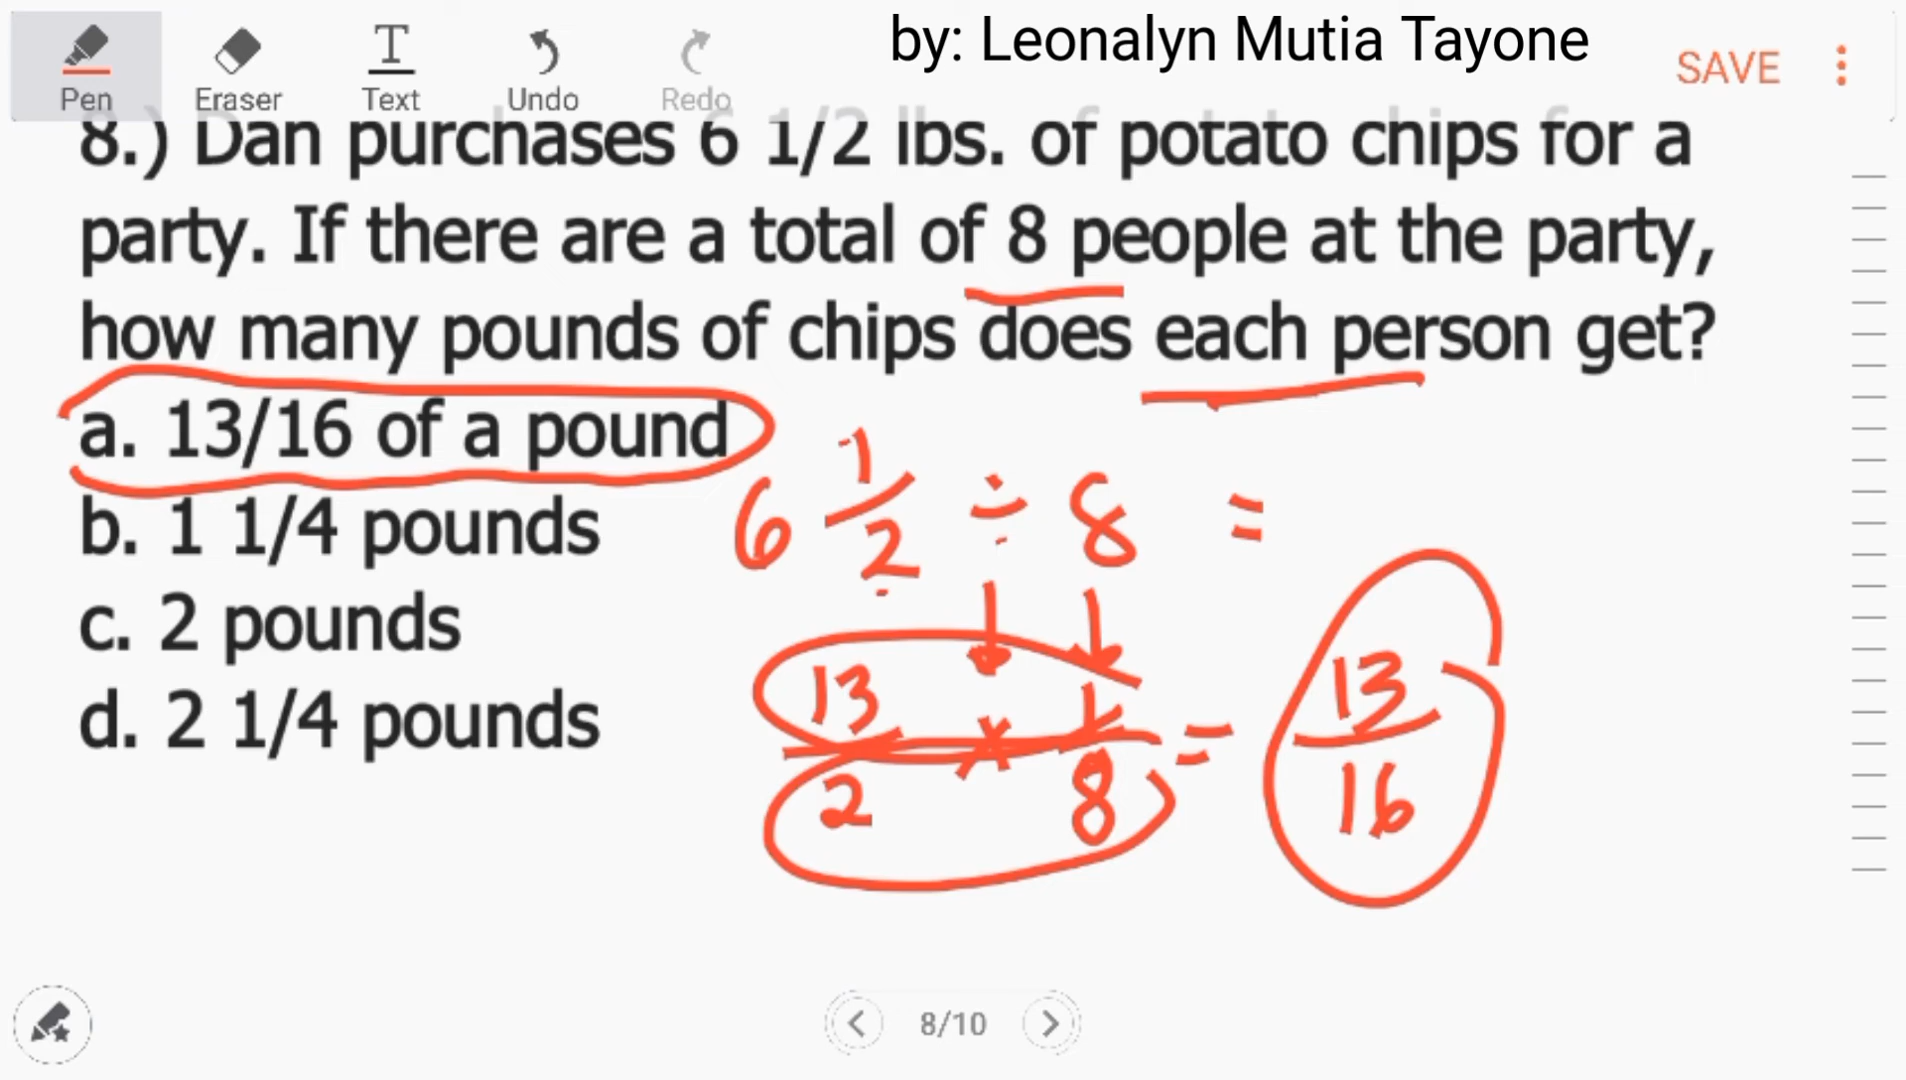 by: Leonalyn Mutia Tayone
SAVE
Pen
Eraser
Text
Undo
Redo
8.) Dan purchases 6 1/2 lbs. of potato chips for a
party. If there are a total of 8 people at the party,
how many pounds of chips does each person get?
a. 13/16 of a pound
b. 1 1/4 pounds
c. 2 pounds
d. 2 1/4 pounds
6 1/2 ÷ 8 =
13/2 * 1/8 = 13/16
8/10